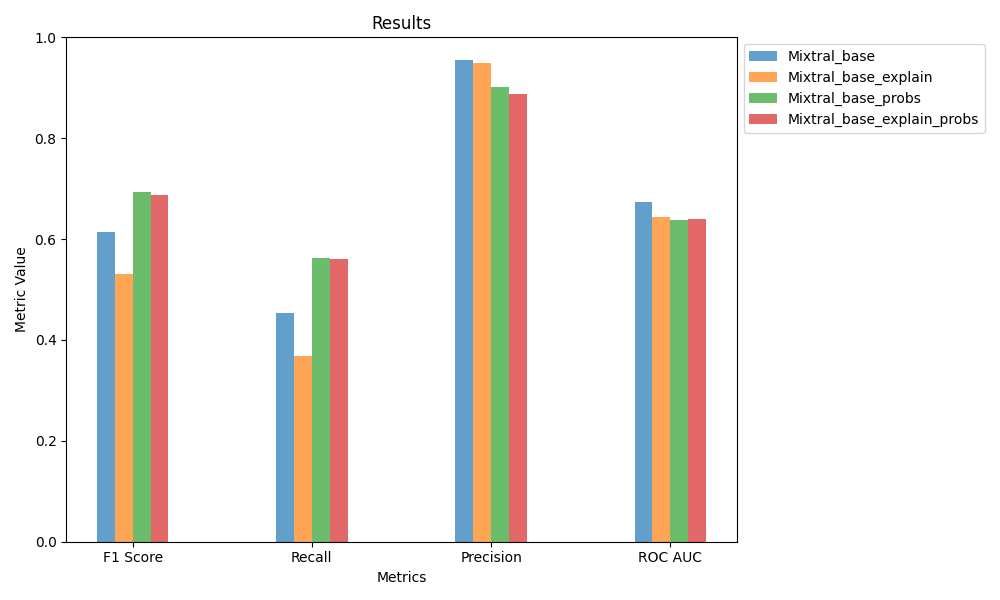 Results
Metric Value
1.0
0.8
0.6
0.4
0.2
0.0
F1 Score
Recall
Precision
ROC AUC
Metrics
Mixtral_base
Mixtral_base_explain
Mixtral_base_probs
Mixtral_base_explain_probs